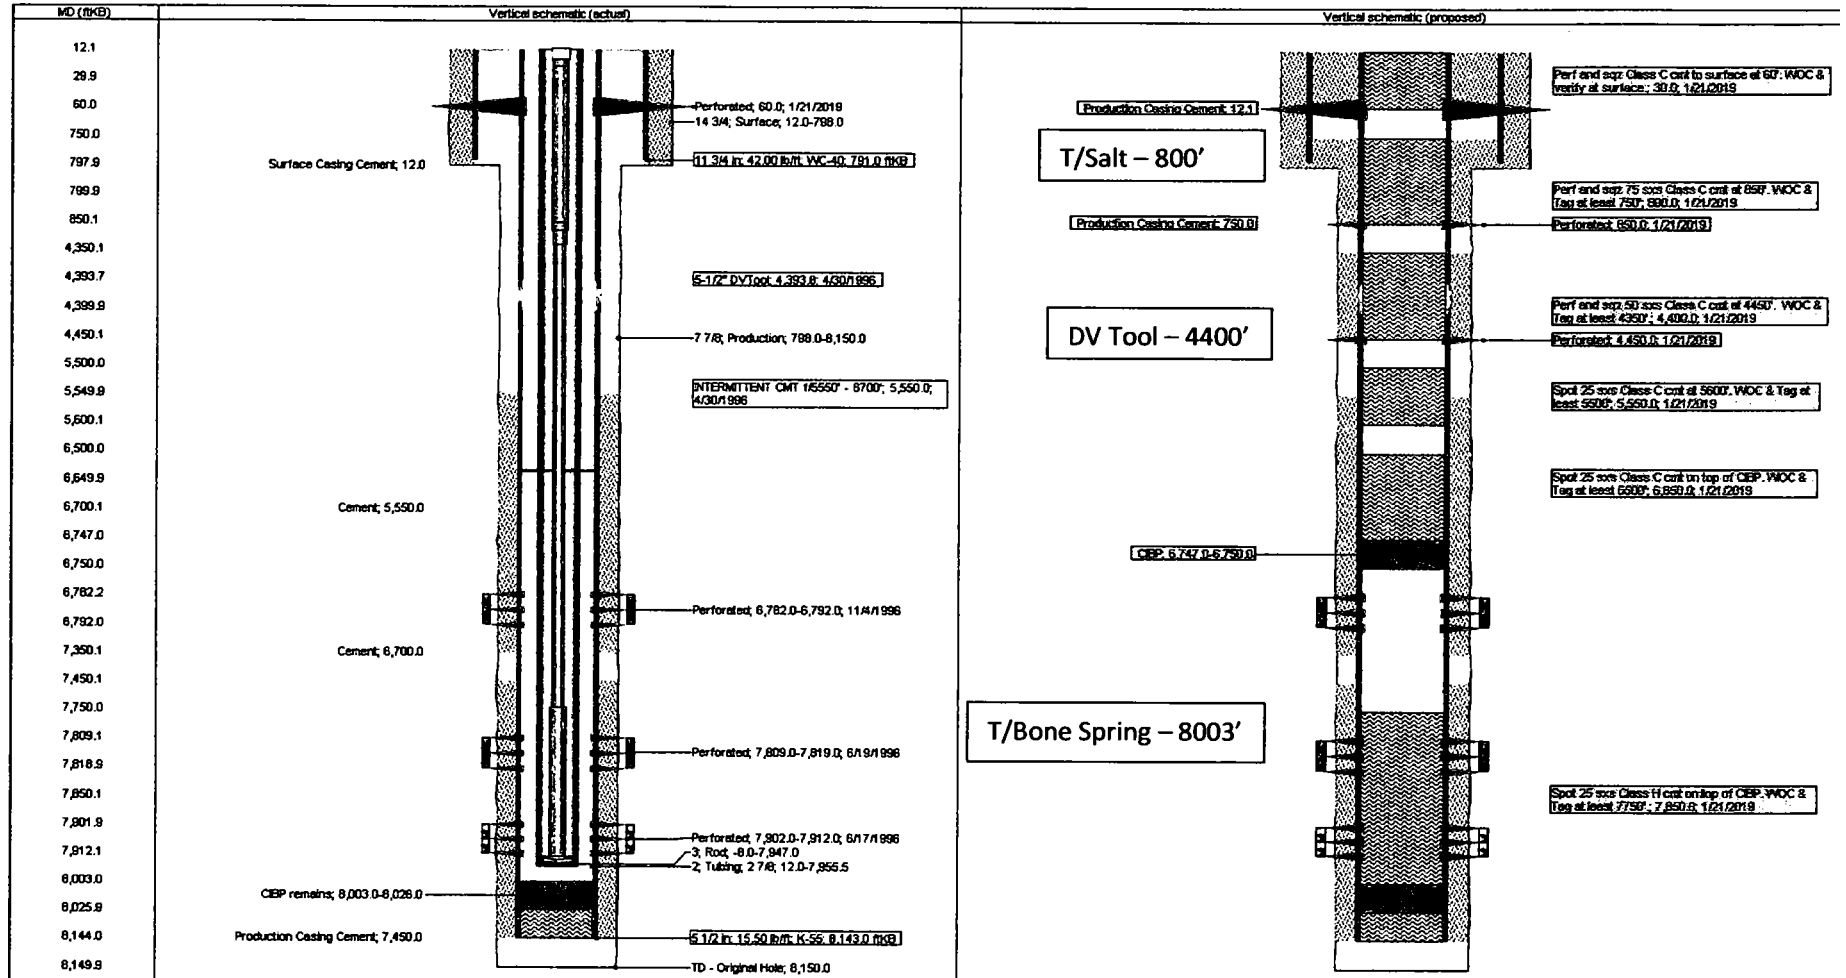 MD (ftKB)
Vertical schematic (actual)
Vertical schematic (proposed)
12.1
29.9
60.0
750.0
797.9
799.9
850.1
4,350.1
4,393.7
4,399.9
4,450.1
5,500.0
5,549.9
5,600.1
6,500.0
6,649.9
6,700.1
6,747.0
6,750.0
6,782.2
6,792.0
7,350.1
7,450.1
7,750.0
7,809.1
7,818.9
7,850.1
7,901.9
7,912.1
8,003.0
8,025.9
8,144.0
8,149.9
Surface Casing Cement; 12.0
Cement; 5,550.0
Cement; 6,700.0
CIBP remains; 8,003.0-8,026.0
Production Casing Cement; 7,450.0
Perforated; 60.0; 1/21/2019
14 3/4; Surface; 12.0-798.0
11 3/4 in; 42.00 lb/ft; WC-40; 791.0 ftKB
5-1/2" DVTool; 4,393.8; 4/30/1996
7 7/8; Production; 798.0-8,150.0
INTERMITTENT CMT f/5550' - 6700'; 5,550.0;
4/30/1996
Perforated; 6,782.0-6,792.0; 11/4/1996
Perforated; 7,809.0-7,819.0; 6/19/1996
Perforated; 7,902.0-7,912.0; 6/17/1996
3; Rod; -8.0-7,947.0
2; Tubing; 2 7/8; 12.0-7,955.5
5 1/2 in; 15.50 lb/ft; K-55; 8,143.0 ftKB
TD - Original Hole; 8,150.0
Production Casing Cement; 12.1
T/Salt – 800'
Production Casing Cement; 750.0
DV Tool – 4400'
CIBP; 6,747.0-6,750.0
T/Bone Spring – 8003'
Perf and sqz Class C cmt to surface at 60'. WOC &
verify at surface.; 30.0; 1/21/2019
Perf and sqz 75 sxs Class C cmt at 850'. WOC &
Tag at least 750'; 800.0; 1/21/2019
Perforated; 850.0; 1/21/2019
Perf and sqz 50 sxs Class C cmt at 4450'. WOC &
Tag at least 4350'; 4,400.0; 1/21/2019
Perforated; 4,450.0; 1/21/2019
Spot 25 sxs Class C cmt at 5600'. WOC & Tag at
least 5500'; 5,550.0; 1/21/2019
Spot 25 sxs Class C cmt on top of CIBP. WOC &
Tag at least 6500'; 6,650.0; 1/21/2019
Spot 25 sxs Class H cmt on top of CIBP. WOC &
Tag at least 7750'; 7,850.0; 1/21/2019